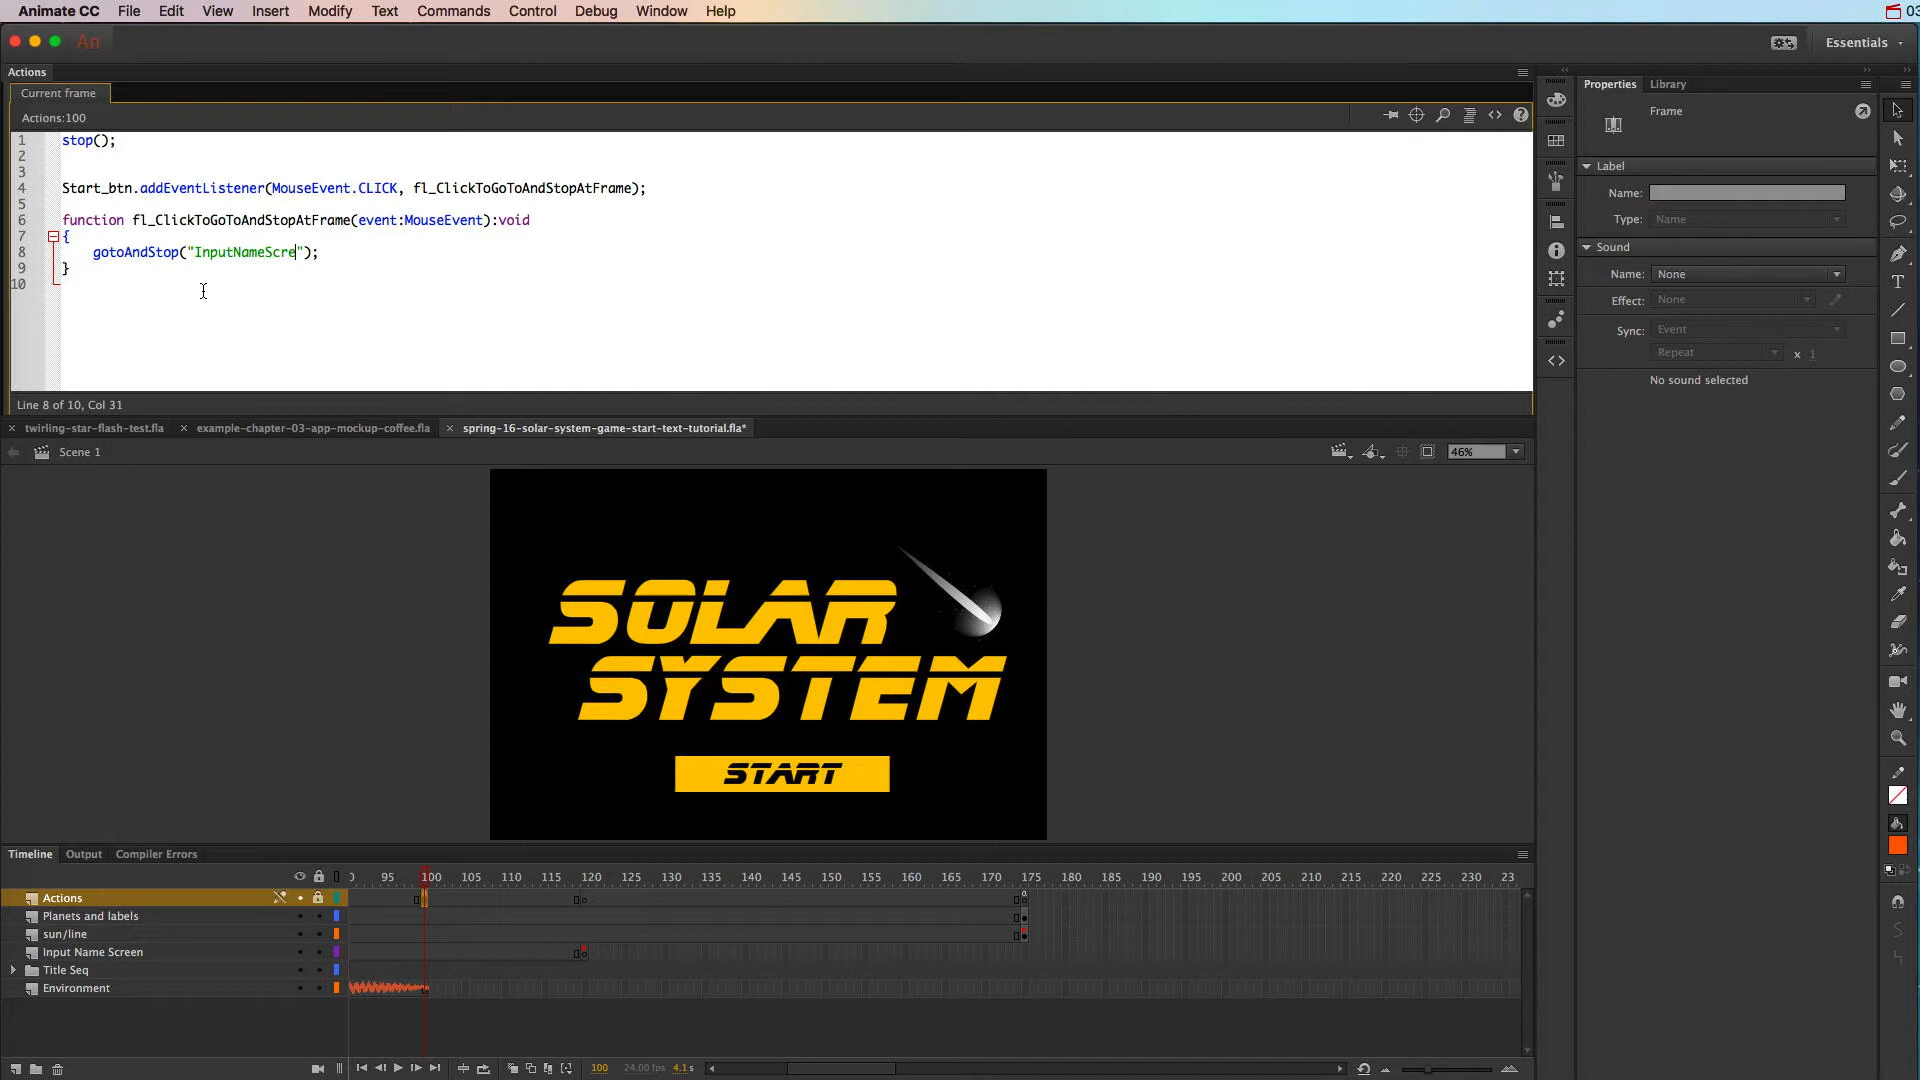 Animate CC File Edit View Insert Modify Text Commands Control Debug Window Help 03
An Essentials
Actions
Current frame
Actions:100
1 stop();
2
3
4 Start_btn.addEventListener(MouseEvent.CLICK, fl_ClickToGoToAndStopAtFrame);
5
6 function fl_ClickToGoToAndStopAtFrame(event:MouseEvent):void
7 {
8 gotoAndStop("InputNameScre");
9 }
10
Line 8 of 10, Col 31
Properties Library
Frame
Label
Name:
Type: Name
Sound
Name: None
Effect: None
Sync: Event
Repeat x 1
No sound selected
twirling-star-flash-test.fla example-chapter-03-app-mockup-coffee.fla spring-16-solar-system-game-start-text-tutorial.fla*
Scene 1 46%
SOLAR
SYSTEM
START
Timeline Output Compiler Errors
95 100 105 110 115 120 125 130 135 140 145 150 155 160 165 170 175 180 185 190 195 200 205 210 215 220 225 230 23
Actions
Planets and labels
sun/line
Input Name Screen
Title Seq
Environment
100 24.00 fps 4.1 s